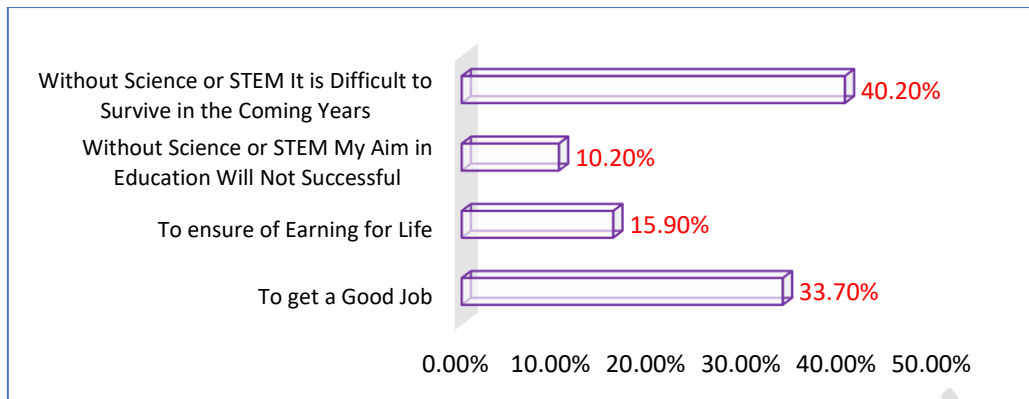 Without Science or STEM It is Difficult to
Survive in the Coming Years
40.20%
Without Science or STEM My Aim in
Education Will Not Successful
10.20%
To ensure of Earning for Life
15.90%
To get a Good Job
33.70%
0.00% 10.00% 20.00% 30.00% 40.00% 50.00%